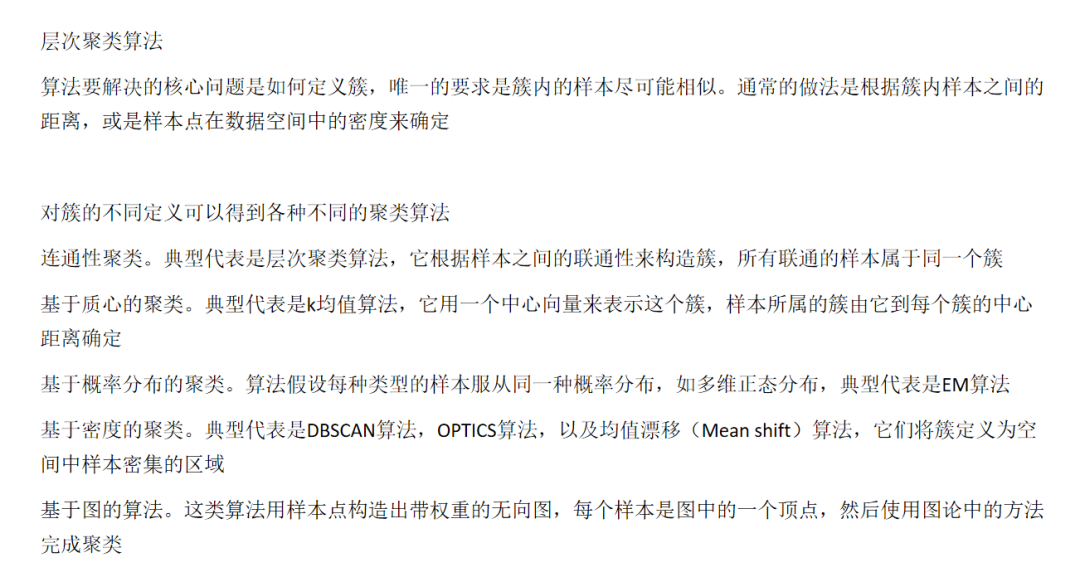 层次聚类算法
算法要解决的核心问题是如何定义簇，唯一的要求是簇内的样本尽可能相似。通常的做法是根据簇内样本之间的
距离，或是样本点在数据空间中的密度来确定
对簇的不同定义可以得到各种不同的聚类算法
连通性聚类。典型代表是层次聚类算法，它根据样本之间的联通性来构造簇，所有联通的样本属于同一个簇
基于质心的聚类。典型代表是k均值算法，它用一个中心向量来表示这个簇，样本所属的簇由它到每个簇的中心
距离确定
基于概率分布的聚类。算法假设每种类型的样本服从同一种概率分布，如多维正态分布，典型代表是EM算法
基于密度的聚类。典型代表是DBSCAN算法，OPTICS算法，以及均值漂移（Mean shift）算法，它们将簇定义为空
间中样本密集的区域
基于图的算法。这类算法用样本点构造出带权重的无向图，每个样本是图中的一个顶点，然后使用图论中的方法
完成聚类